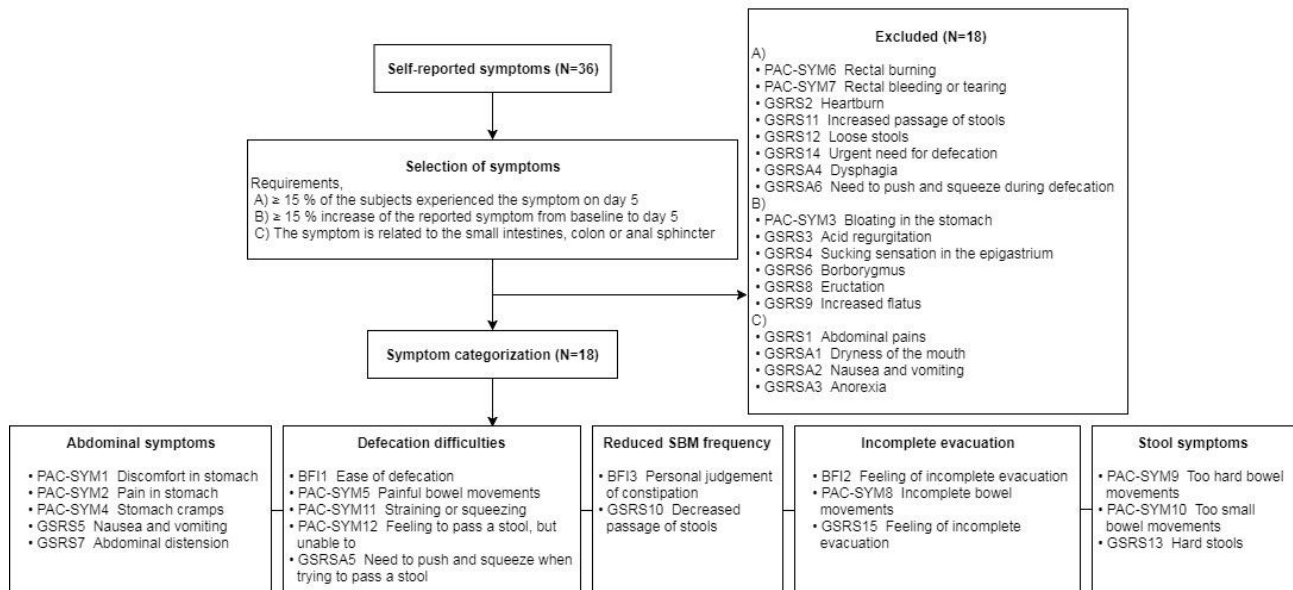 Self-reported symptoms (N=36)
Selection of symptoms
Requirements,
A) ≥ 15 % of the subjects experienced the symptom on day 5
B) ≥ 15 % increase of the reported symptom from baseline to day 5
C) The symptom is related to the small intestines, colon or anal sphincter
Excluded (N=18)
A)
• PAC-SYM6 Rectal burning
• PAC-SYM7 Rectal bleeding or tearing
• GSRS2 Heartburn
• GSRS11 Increased passage of stools
• GSRS12 Loose stools
• GSRS14 Urgent need for defecation
• GSRSA4 Dysphagia
• GSRSA6 Need to push and squeeze during defecation
B)
• PAC-SYM3 Bloating in the stomach
• GSRS3 Acid regurgitation
• GSRS4 Sucking sensation in the epigastrium
• GSRS6 Borborygmus
• GSRS8 Eructation
• GSRS9 Increased flatus
C)
• GSRS1 Abdominal pains
• GSRSA1 Dryness of the mouth
• GSRSA2 Nausea and vomiting
• GSRSA3 Anorexia
Symptom categorization (N=18)
Abdominal symptoms
• PAC-SYM1 Discomfort in stomach
• PAC-SYM2 Pain in stomach
• PAC-SYM4 Stomach cramps
• GSRS5 Nausea and vomiting
• GSRS7 Abdominal distension
Defecation difficulties
• BFI1 Ease of defecation
• PAC-SYM5 Painful bowel movements
• PAC-SYM11 Straining or squeezing
• PAC-SYM12 Feeling to pass a stool, but
unable to
• GSRSA5 Need to push and squeeze when
trying to pass a stool
Reduced SBM frequency
• BFI3 Personal judgement
of constipation
• GSRS10 Decreased
passage of stools
Incomplete evacuation
• BFI2 Feeling of incomplete evacuation
• PAC-SYM8 Incomplete bowel
movements
• GSRS15 Feeling of incomplete
evacuation
Stool symptoms
• PAC-SYM9 Too hard bowel
movements
• PAC-SYM10 Too small
bowel movements
• GSRS13 Hard stools